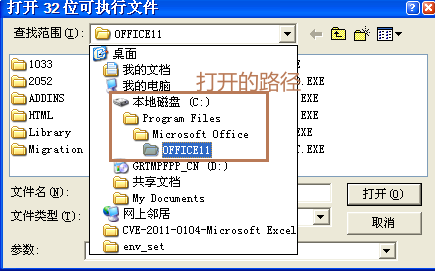 打开 32 位可执行文件
查找范围(I):
OFFICE11
桌面
我的文档
我的电脑
打开的路径
本地磁盘 (C:)
Program Files
Microsoft Office
OFFICE11
GRTMPFPP_CN (D:)
共享文档
My Documents
网上邻居
CVE-2011-0104-Microsoft Excel
env_set
1033
2052
ADDINS
HTML
Library
Migration
.EXE
.EXE
.EXE
.EXE
.EXE
文件名(N):
打开(O)
文件类型(T):
取消
参数: